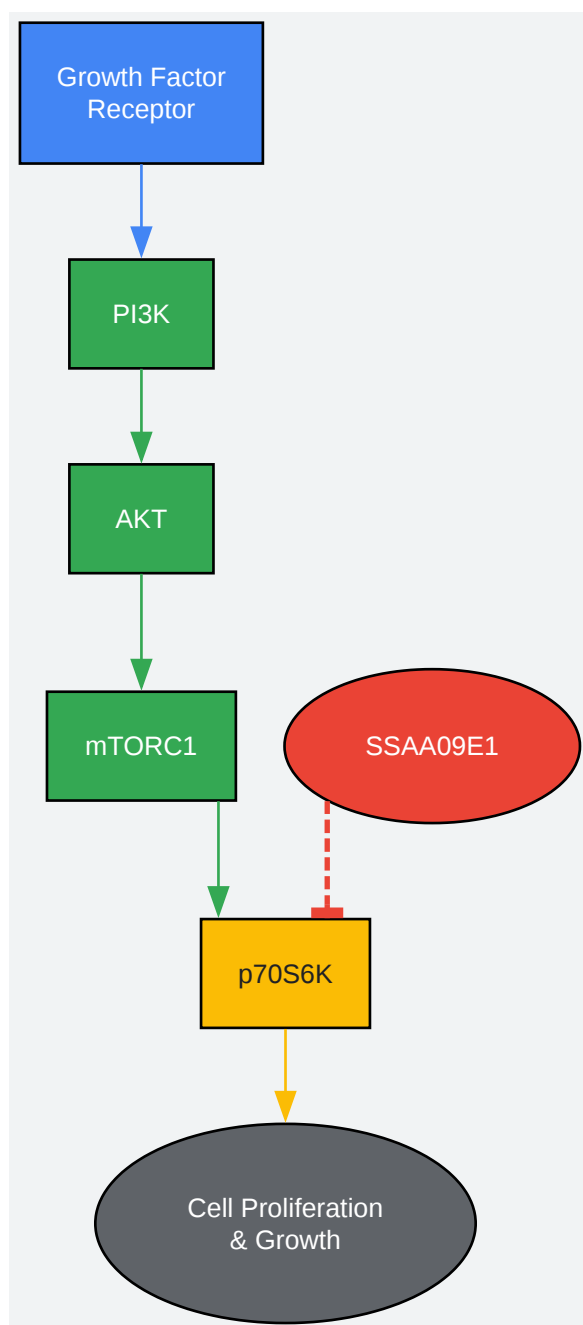 Growth Factor
Receptor
PI3K
AKT
mTORC1
SSAA09E1
p70S6K
Cell Proliferation
& Growth